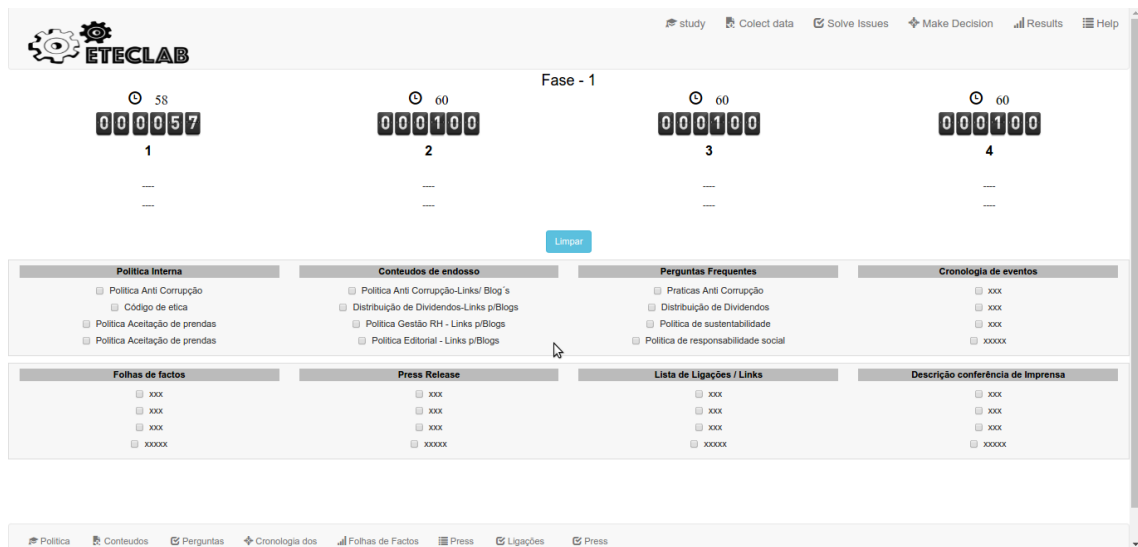 study Colect data Solve Issues Make Decision Results Help
ETECLAB
Fase - 1
58 60 60 60
000057 000100 000100 000100
1 2 3 4
---- ---- ---- ----
---- ---- ---- ----
Limpar
Politica Interna Conteudos de endosso Perguntas Frequentes Cronologia de eventos
Politica Anti Corrupção Politica Anti Corrupção-Links/ Blog´s Praticas Anti Corrupção xxx
Código de etica Distribuição de Dividendos-Links p/Blogs Distribuição de Dividendos xxx
Politica Aceitação de prendas Politica Gestão RH - Links p/Blogs Politica de sustentabilidade xxx
Politica Aceitação de prendas Politica Editorial - Links p/Blogs Politica de responsabilidade social xxxxx
Folhas de factos Press Release Lista de Ligações / Links Descrição conferência de Imprensa
xxx xxx xxx xxx
xxx xxx xxx xxx
xxx xxx xxx xxx
xxxxx xxxxx xxxxx xxxxx
Politica Conteudos Perguntas Cronologia dos Folhas de Factos Press Ligações Press